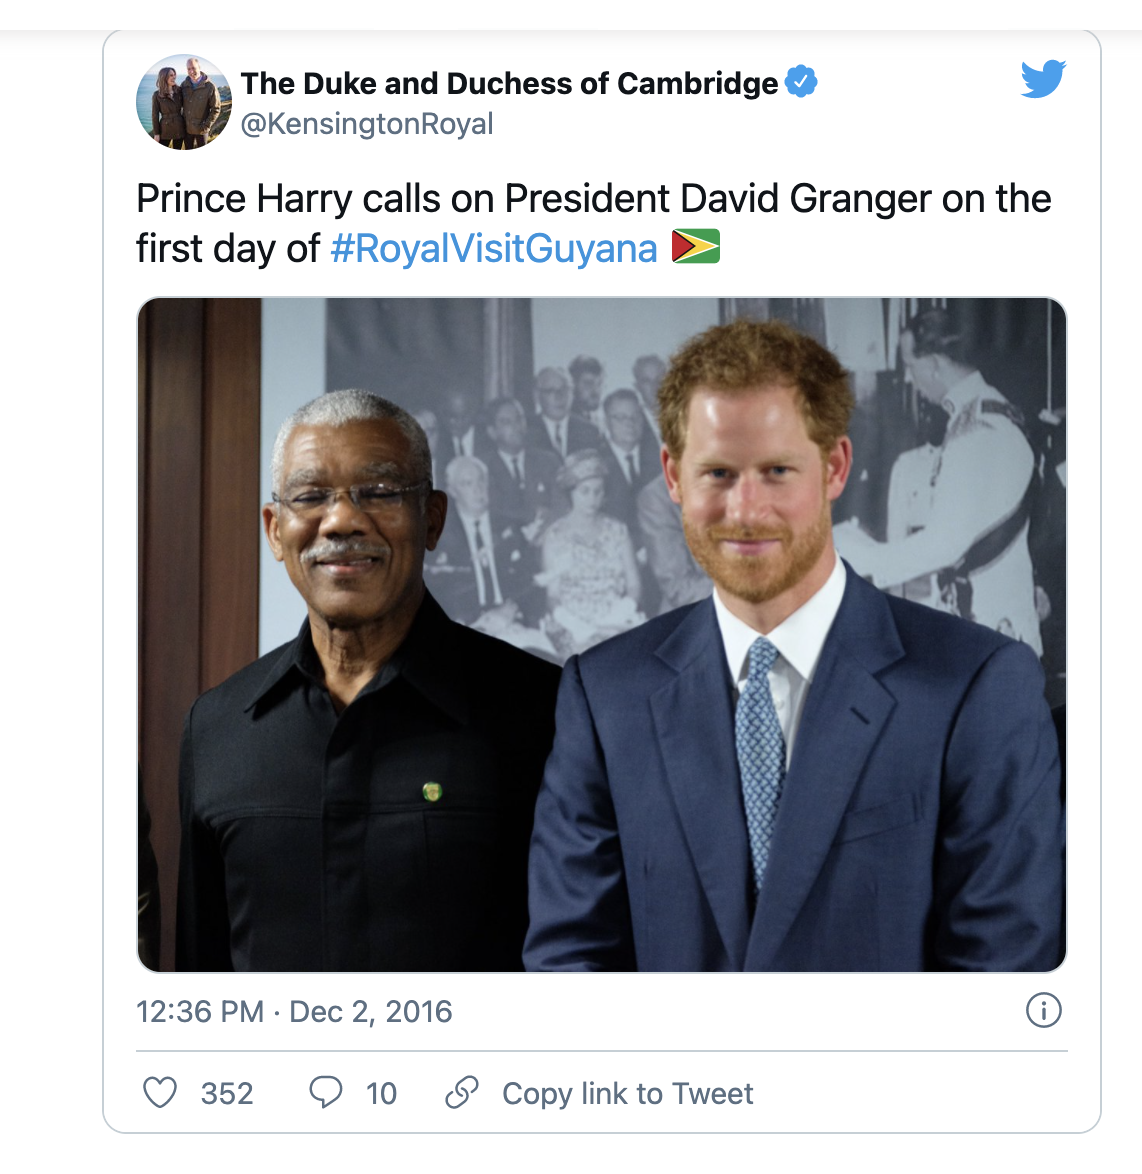 The Duke and Duchess of Cambridge
@KensingtonRoyal
Prince Harry calls on President David Granger on the
first day of #RoyalVisitGuyana 🇬🇾
12:36 PM · Dec 2, 2016
352 10 Copy link to Tweet